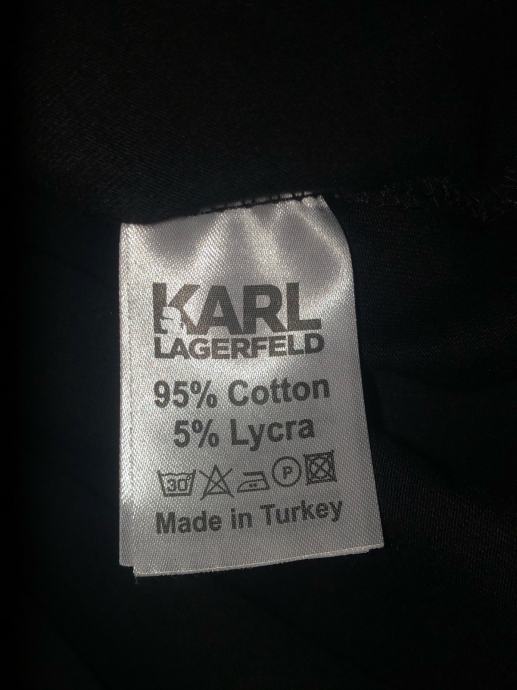 KARL
LAGERFELD
95% Cotton
5% Lycra
30 P
Made in Turkey